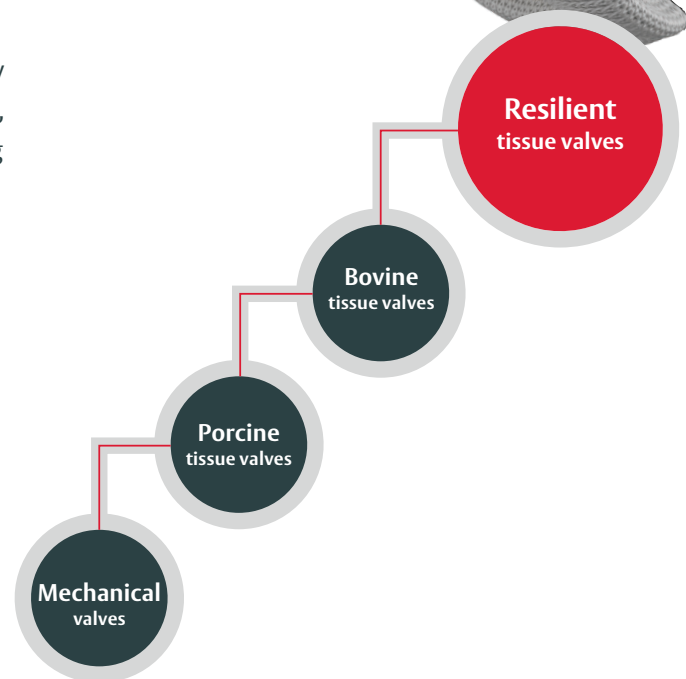 Resilient
tissue valves
Bovine
tissue valves
Porcine
tissue valves
Mechanical
valves